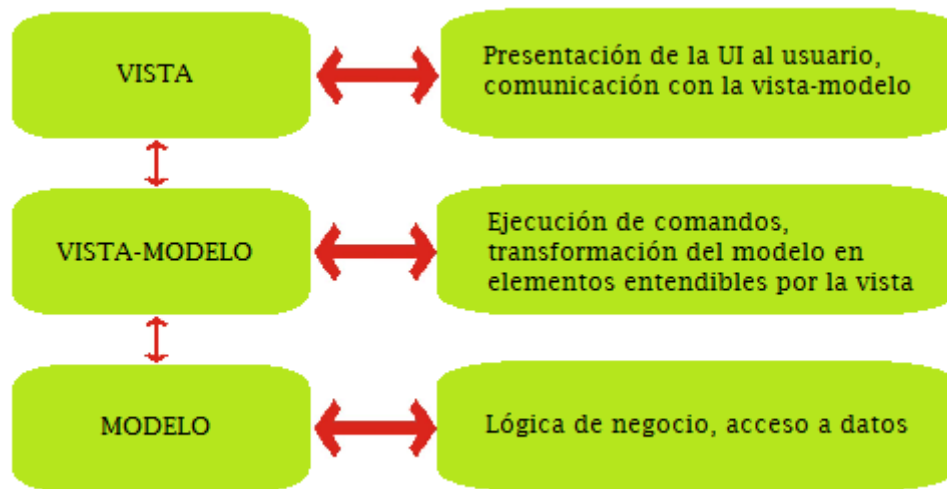 VISTA
Presentación de la UI al usuario,
comunicación con la vista-modelo
VISTA-MODELO
Ejecución de comandos,
transformación del modelo en
elementos entendibles por la vista
MODELO
Lógica de negocio, acceso a datos